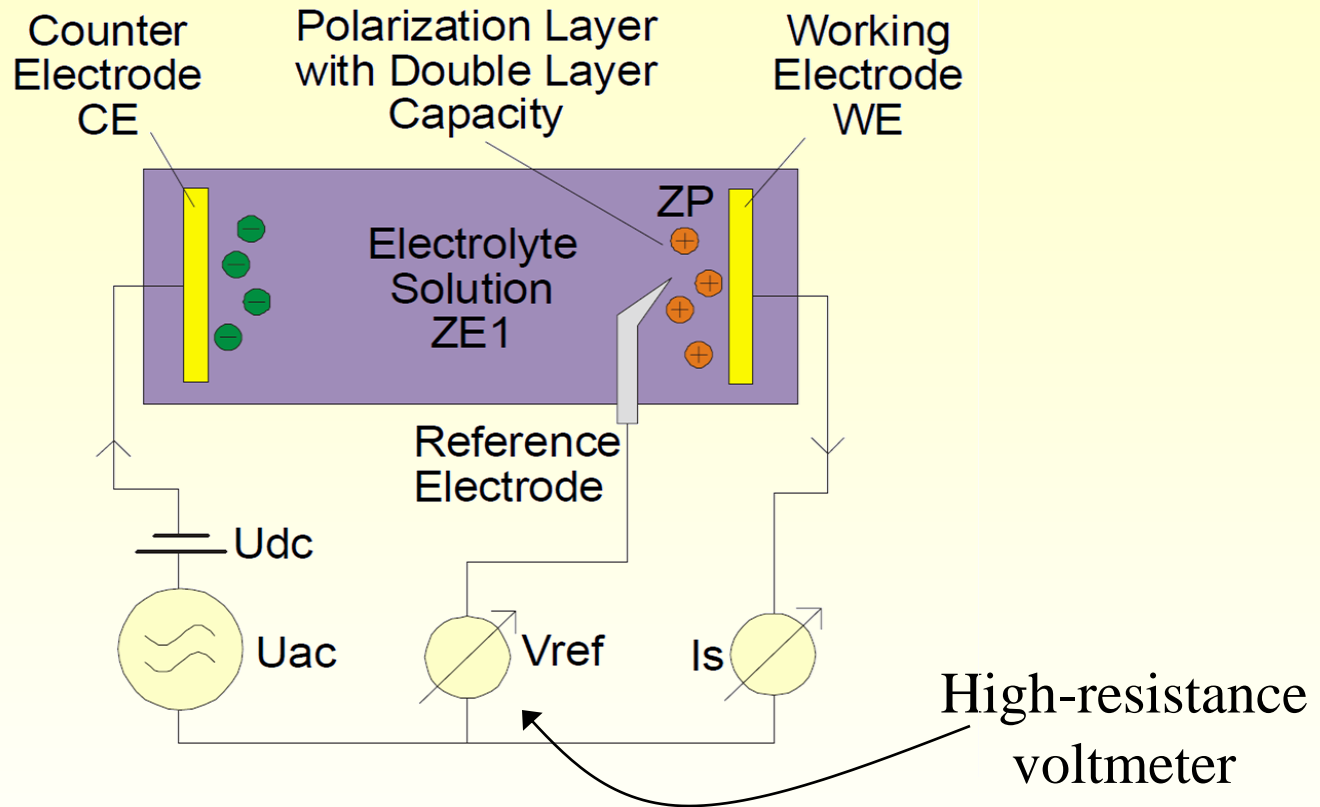 Counter
Electrode
CE
Polarization Layer
with Double Layer
Capacity
Working
Electrode
WE
ZP
Electrolyte
Solution
ZE1
Reference
Electrode
Udc
Uac
Vref
Is
High-resistance
voltmeter